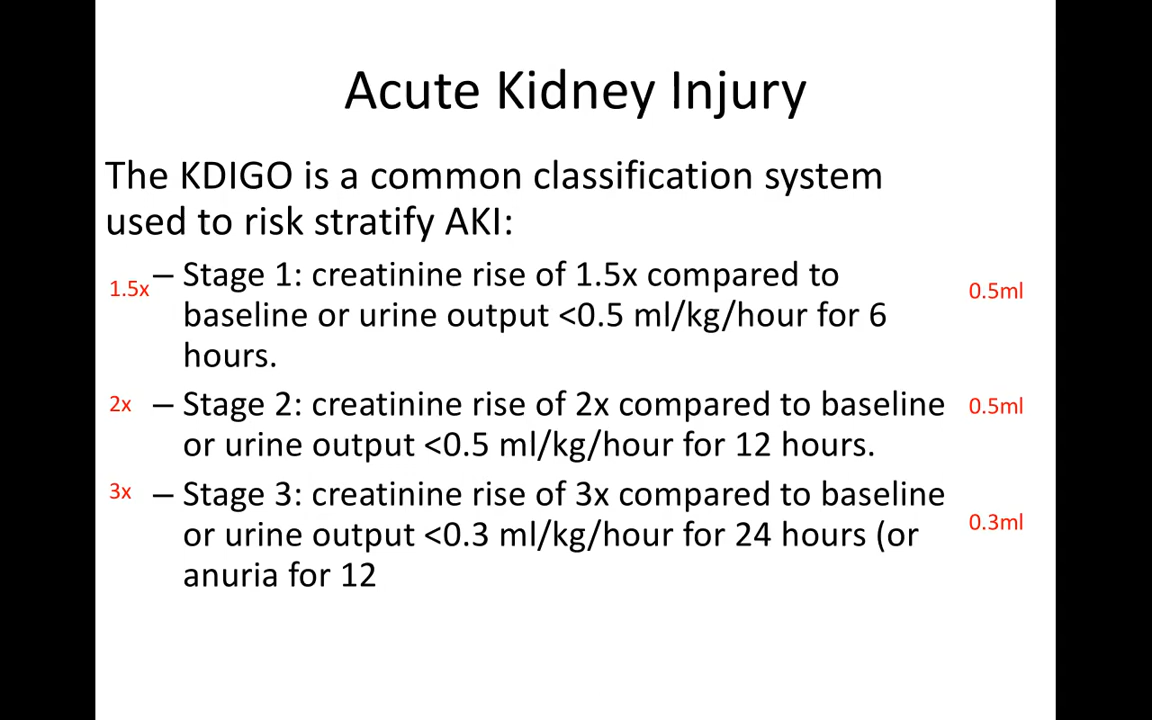 Acute Kidney Injury
The KDIGO is a common classification system
used to risk stratify AKI:
1.5x
– Stage 1: creatinine rise of 1.5x compared to
0.5ml
baseline or urine output <0.5 ml/kg/hour for 6
hours.
2x
– Stage 2: creatinine rise of 2x compared to baseline
0.5ml
or urine output <0.5 ml/kg/hour for 12 hours.
3x
– Stage 3: creatinine rise of 3x compared to baseline
or urine output <0.3 ml/kg/hour for 24 hours (or
0.3ml
anuria for 12